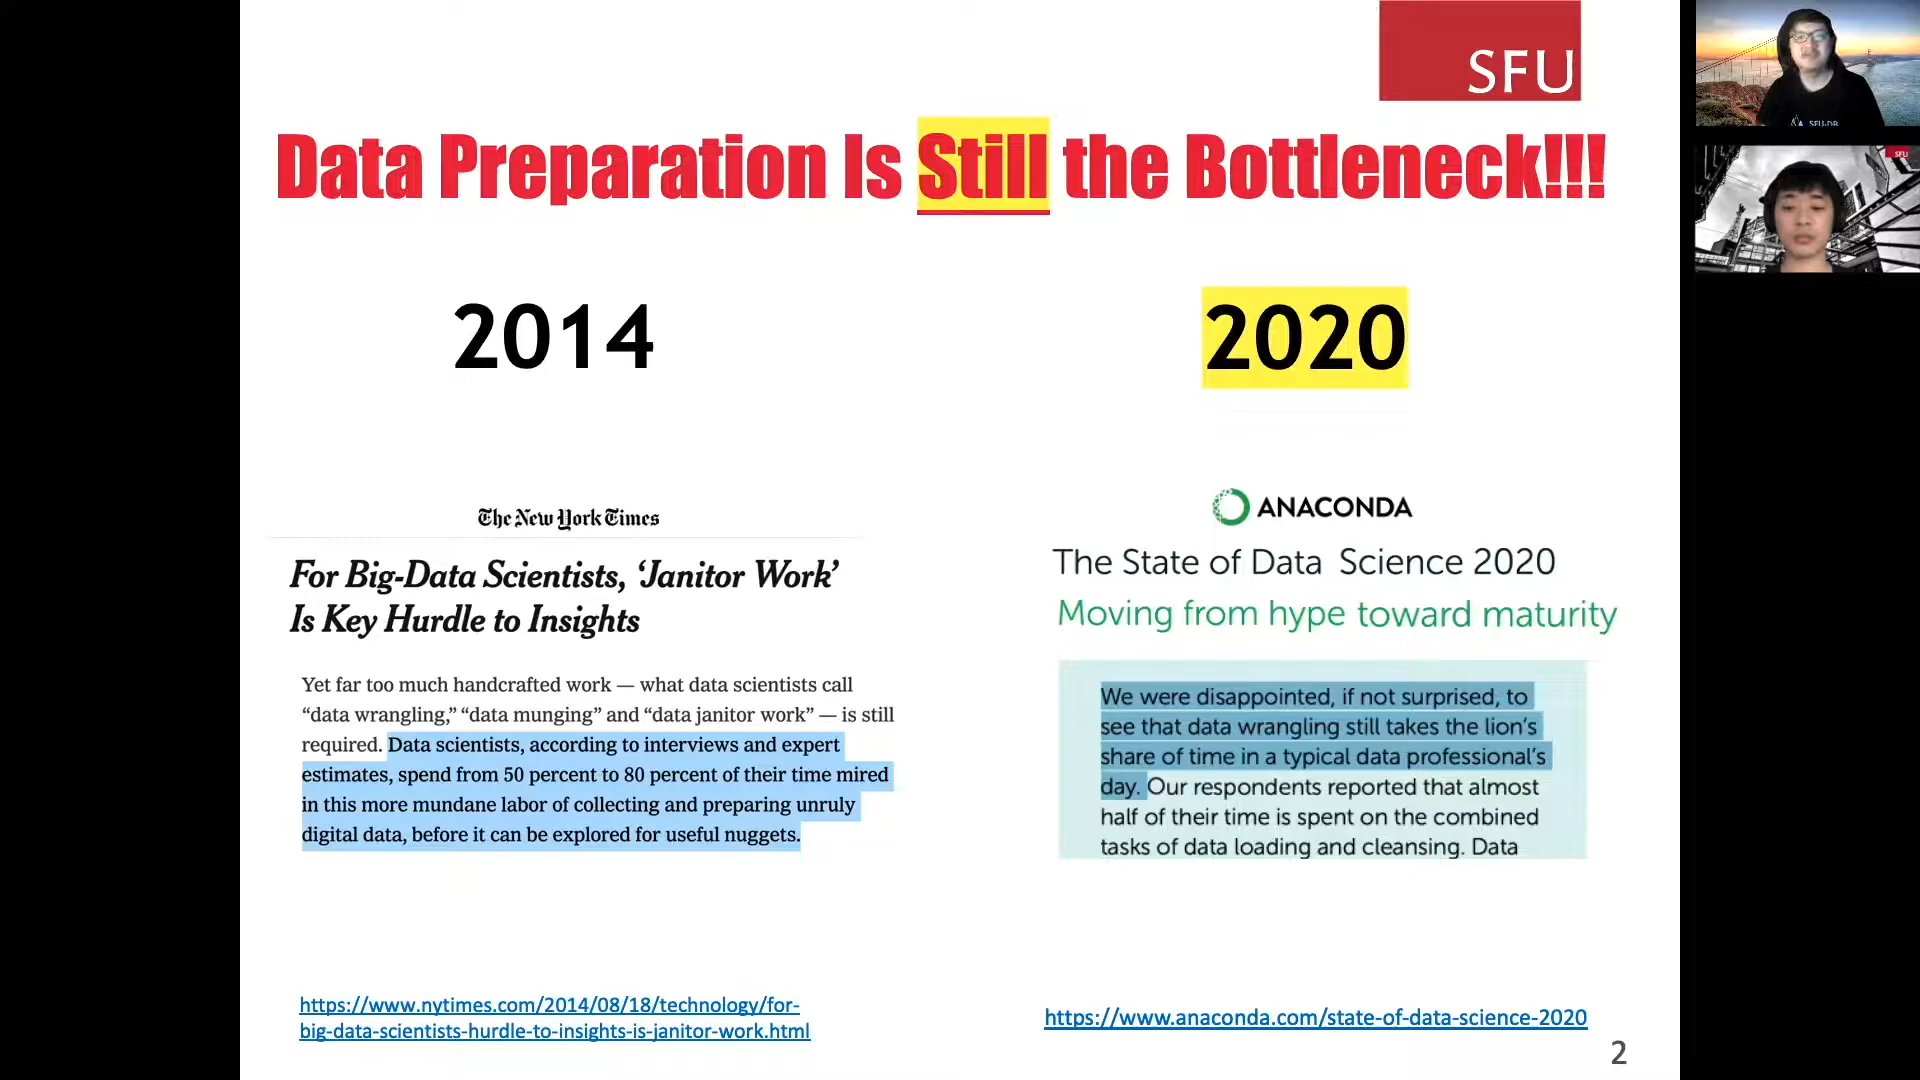 SFU
Data Preparation Is Still the Bottleneck!!!
2014
The New York Times
For Big-Data Scientists, ‘Janitor Work’
Is Key Hurdle to Insights
Yet far too much handcrafted work — what data scientists call
“data wrangling,” “data munging” and “data janitor work” — is still
required. Data scientists, according to interviews and expert
estimates, spend from 50 percent to 80 percent of their time mired
in this more mundane labor of collecting and preparing unruly
digital data, before it can be explored for useful nuggets.
https://www.nytimes.com/2014/08/18/technology/for-
big-data-scientists-hurdle-to-insights-is-janitor-work.html
2020
ANACONDA
The State of Data Science 2020
Moving from hype toward maturity
We were disappointed, if not surprised, to
see that data wrangling still takes the lion’s
share of time in a typical data professional’s
day. Our respondents reported that almost
half of their time is spent on the combined
tasks of data loading and cleansing. Data
https://www.anaconda.com/state-of-data-science-2020
2
SFU-DB
SFU